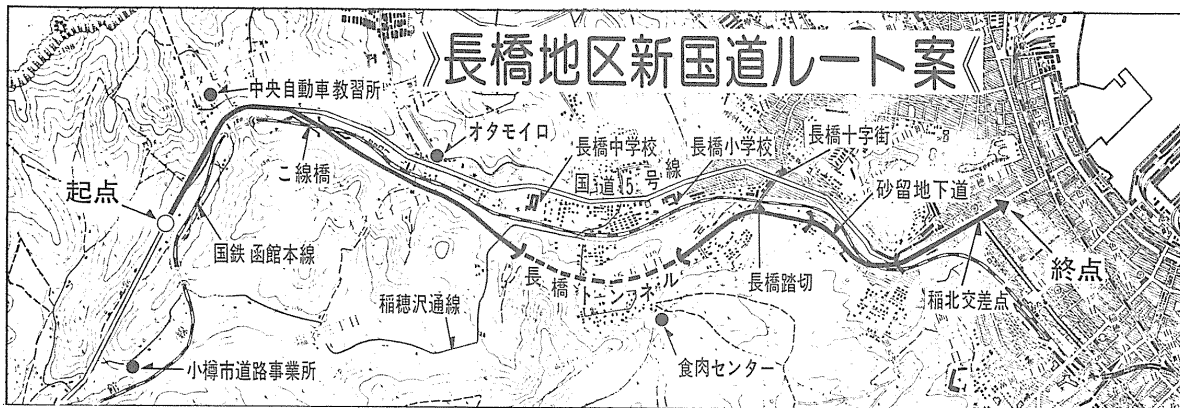 》長橋地区新国道ルート案《
中央自動車教習所
オタモイ口
長橋中学校
長橋小学校
長橋十字街
国道5号線
砂留地下道
こ線橋
起点
国鉄函館本線
稲穂沢通線
長橋トンネル
長橋踏切
終点
稲北交差点
小樽市道路事業所
食肉センター